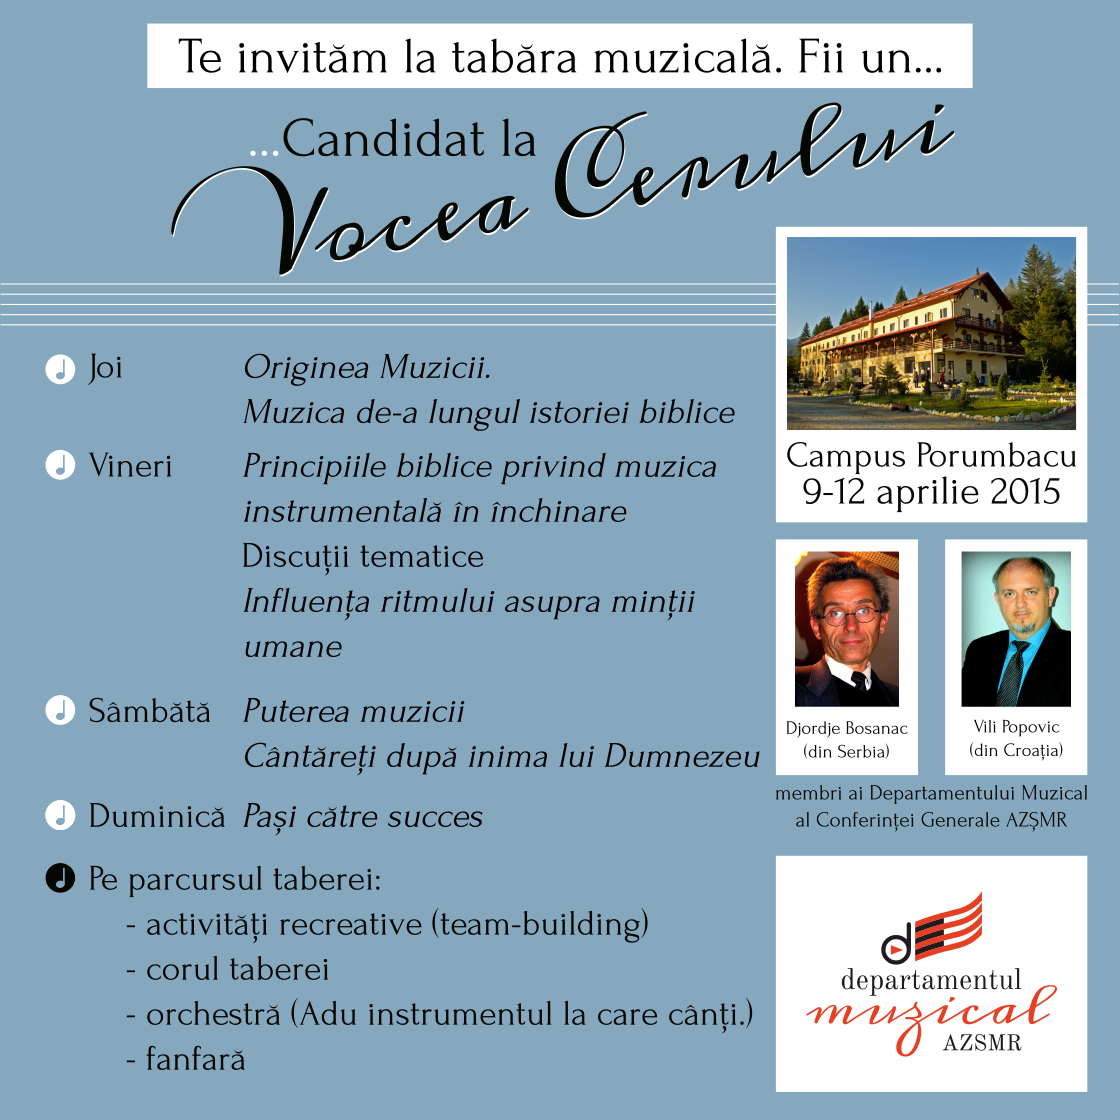 Te invităm la tabăra muzicală. Fii un...
...Candidat la
Vocea Cerului
Joi Originea Muzicii.
Muzica de-a lungul istoriei biblice
Vineri Principiile biblice privind muzica
instrumentală în închinare
Discuții tematice
Influența ritmului asupra minții
umane
Sâmbătă Puterea muzicii
Cântăreți după inima lui Dumnezeu
Duminică Pași către succes
Pe parcursul taberei:
- activități recreative (team-building)
- corul taberei
- orchestră (Adu instrumentul la care cânți.)
- fanfară
Campus Porumbacu
9-12 aprilie 2015
Djordje Bosanac
(din Serbia)
Vili Popovic
(din Croația)
membri ai Departamentului Muzical
al Conferinței Generale AZȘMR
departamentul
muzical
AZSMR